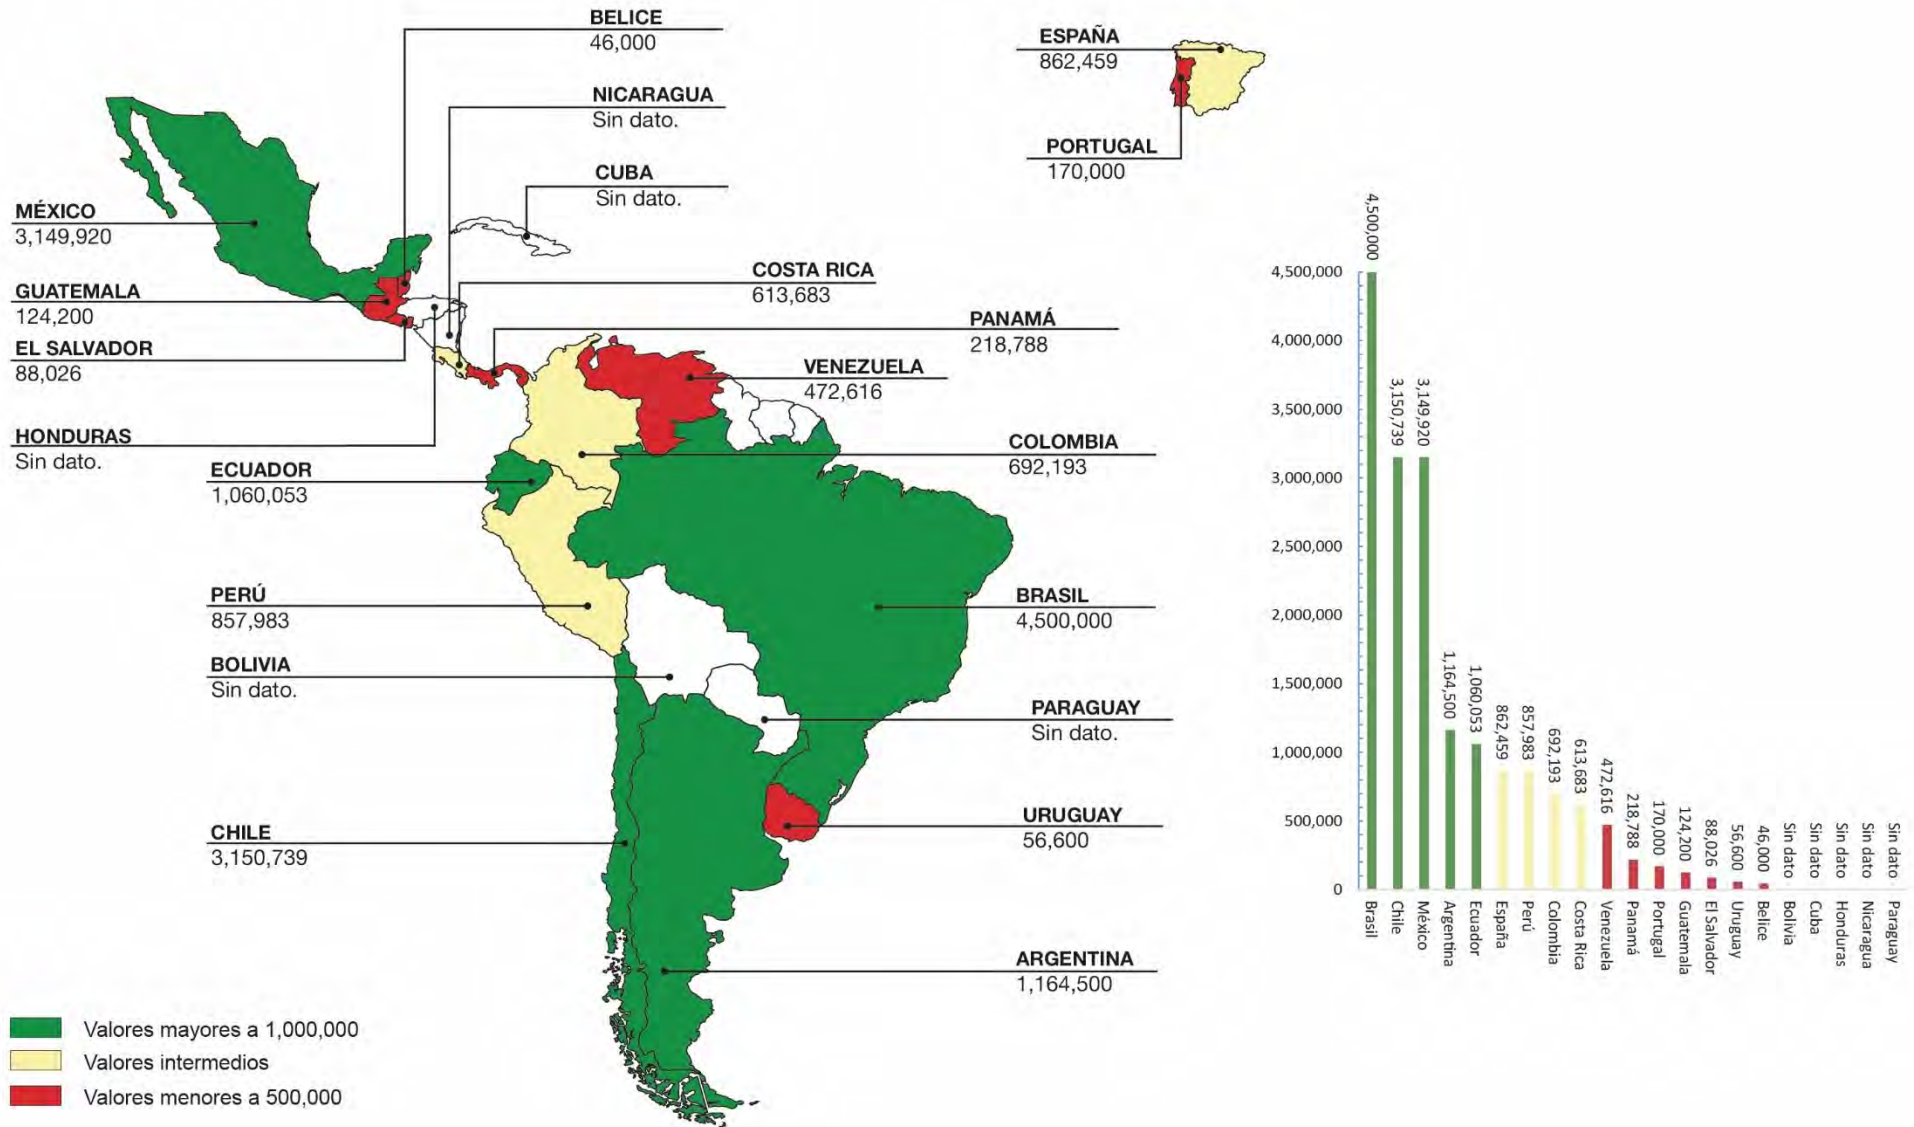 BELICE
46,000
NICARAGUA
Sin dato.
CUBA
Sin dato.
MÉXICO
3,149,920
COSTA RICA
613,683
GUATEMALA
124,200
PANAMÁ
218,788
EL SALVADOR
88,026
VENEZUELA
472,616
HONDURAS
Sin dato.
COLOMBIA
692,193
ECUADOR
1,060,053
PERÚ
857,983
BRASIL
4,500,000
BOLIVIA
Sin dato.
PARAGUAY
Sin dato.
URUGUAY
56,600
CHILE
3,150,739
ARGENTINA
1,164,500
Valores mayores a 1,000,000
Valores intermedios
Valores menores a 500,000
ESPAÑA
862,459
PORTUGAL
170,000
4,500,000
4,000,000
3,500,000
3,000,000
2,500,000
2,000,000
1,500,000
1,000,000
500,000
0
4,500,000
3,150,739
3,149,920
1,164,500
1,060,053
862,459
857,983
692,193
613,683
472,616
218,788
170,000
124,200
88,026
56,600
46,000
Sin dato
Sin dato
Sin dato
Sin dato
Sin dato
Brasil
Chile
México
Argentina
Ecuador
España
Perú
Colombia
Costa Rica
Venezuela
Panamá
Portugal
Guatemala
El Salvador
Uruguay
Belice
Bolivia
Cuba
Honduras
Nicaragua
Paraguay